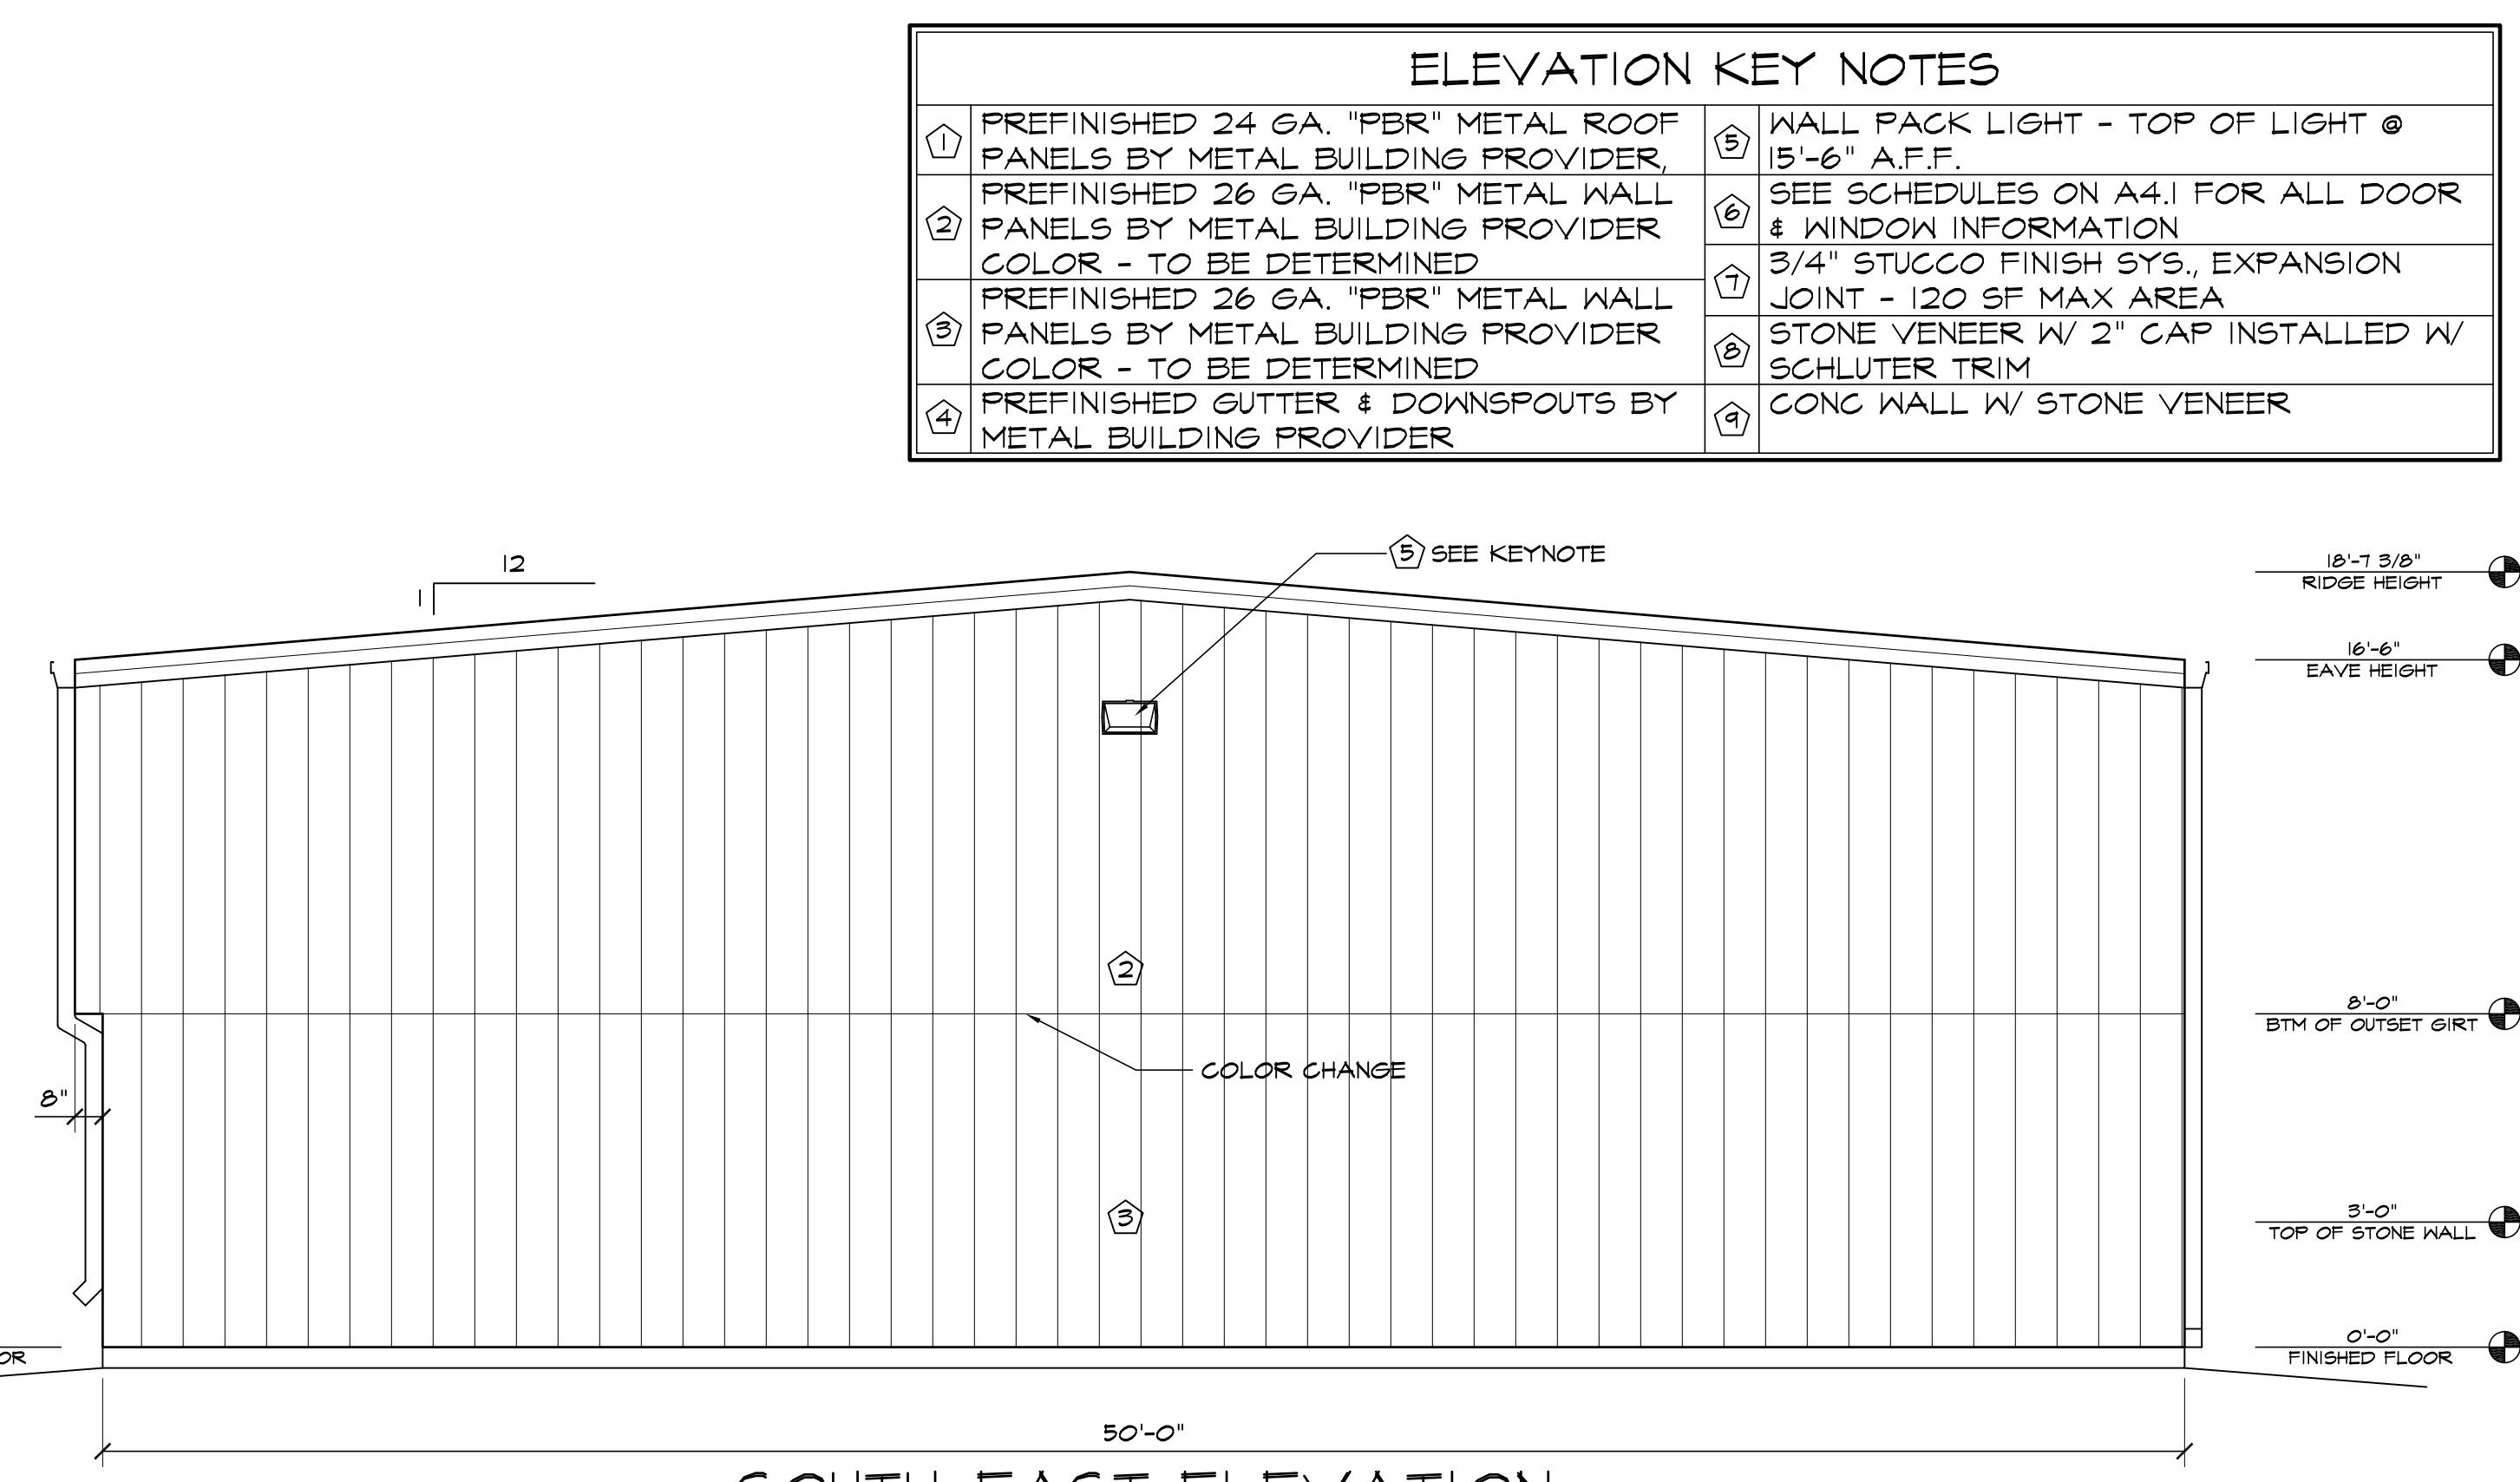 ELEVATION KEY NOTES
1
PREFINISHED 24 GA. "PBR" METAL ROOF
PANELS BY METAL BUILDING PROVIDER,
2
PREFINISHED 26 GA. "PBR" METAL WALL
PANELS BY METAL BUILDING PROVIDER
COLOR - TO BE DETERMINED
3
PREFINISHED 26 GA. "PBR" METAL WALL
PANELS BY METAL BUILDING PROVIDER
COLOR - TO BE DETERMINED
4
PREFINISHED GUTTER & DOWNSPOUTS BY
METAL BUILDING PROVIDER
5
WALL PACK LIGHT - TOP OF LIGHT @
15'-6" A.F.F.
6
SEE SCHEDULES ON A4.1 FOR ALL DOOR
& WINDOW INFORMATION
7
3/4" STUCCO FINISH SYS., EXPANSION
JOINT - 120 SF MAX AREA
8
STONE VENEER W/ 2" CAP INSTALLED W/
SCHLUTER TRIM
9
CONC WALL W/ STONE VENEER
12
1
5 SEE KEYNOTE
18'-7 3/8"
RIDGE HEIGHT
16'-6"
EAVE HEIGHT
2
8'-0"
BTM OF OUTSET GIRT
COLOR CHANGE
8"
3
3'-0"
TOP OF STONE WALL
0'-0"
FINISHED FLOOR
OR
50'-0"
SOUTH EAST ELEVATION